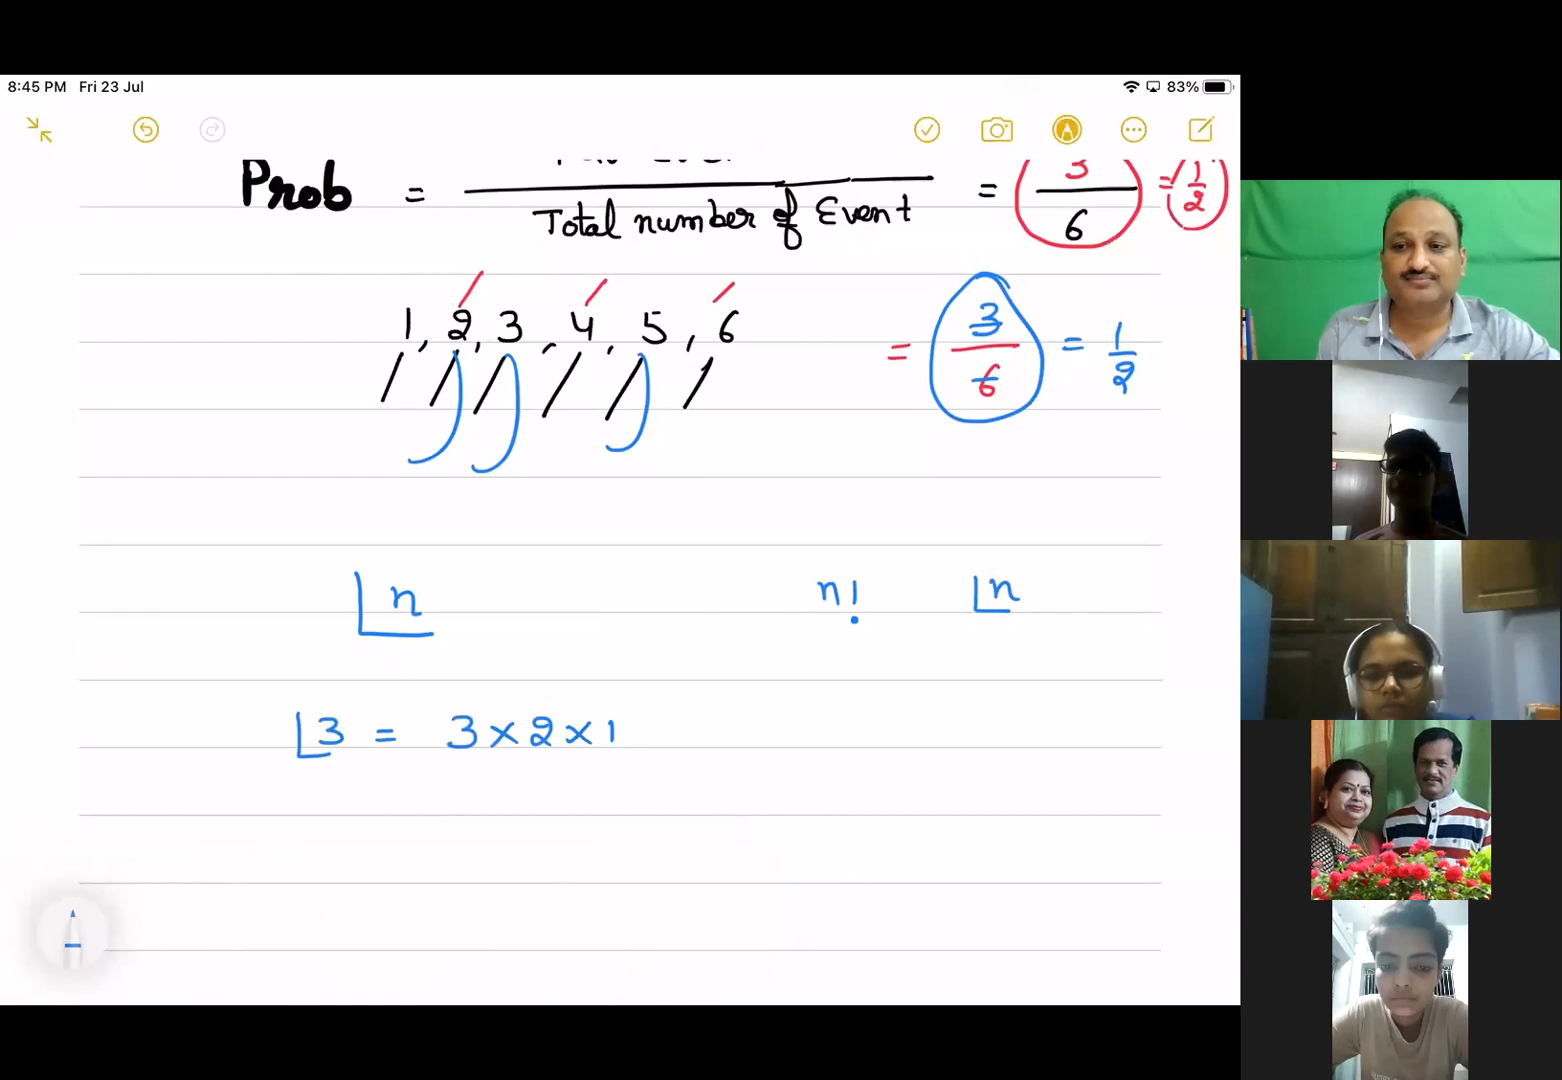 8:45 PM Fri 23 Jul 83%
Prob = Total number of Event = 3/6 = 1/2
1, 2, 3, 4, 5, 6 = 3/6 = 1/2
|n n! |n
|3 = 3 × 2 × 1